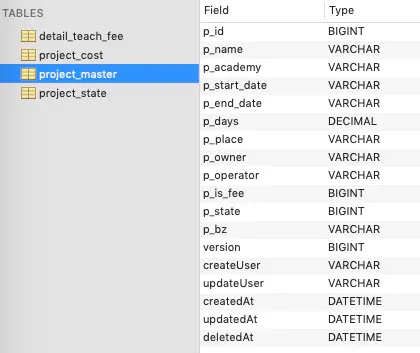 TABLES
detail_teach_fee
project_cost
project_master
project_state
Field Type
p_id BIGINT
p_name VARCHAR
p_academy VARCHAR
p_start_date VARCHAR
p_end_date VARCHAR
p_days DECIMAL
p_place VARCHAR
p_owner VARCHAR
p_operator VARCHAR
p_is_fee BIGINT
p_state BIGINT
p_bz VARCHAR
version BIGINT
createUser VARCHAR
updateUser VARCHAR
createdAt DATETIME
updatedAt DATETIME
deletedAt DATETIME